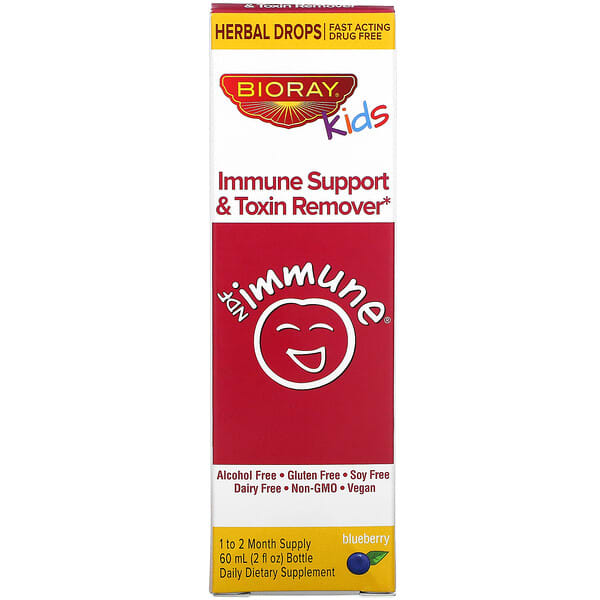 & Toxin Remover*
HERBAL DROPS
FAST ACTING
DRUG FREE
BIORAY®
kids
Immune Support
& Toxin Remover*
NDF immune®
Alcohol Free • Gluten Free • Soy Free
Dairy Free • Non-GMO • Vegan
blueberry
1 to 2 Month Supply
60 mL (2 fl oz) Bottle
Daily Dietary Supplement